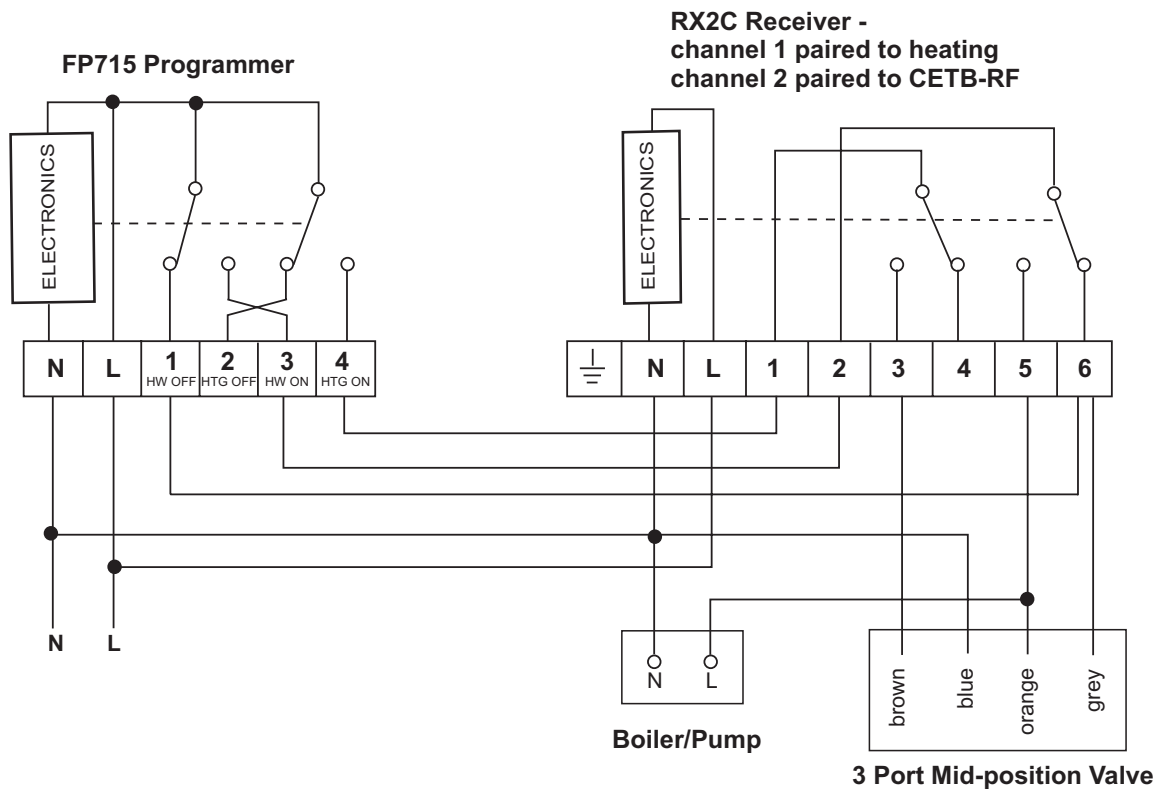 RX2C Receiver -
channel 1 paired to heating
channel 2 paired to CETB-RF
FP715 Programmer
ELECTRONICS
ELECTRONICS
N L 1 2 3 4
HW OFF HTG OFF HW ON HTG ON
N L 1 2 3 4 5 6
N L
N L
brown blue orange grey
Boiler/Pump
3 Port Mid-position Valve